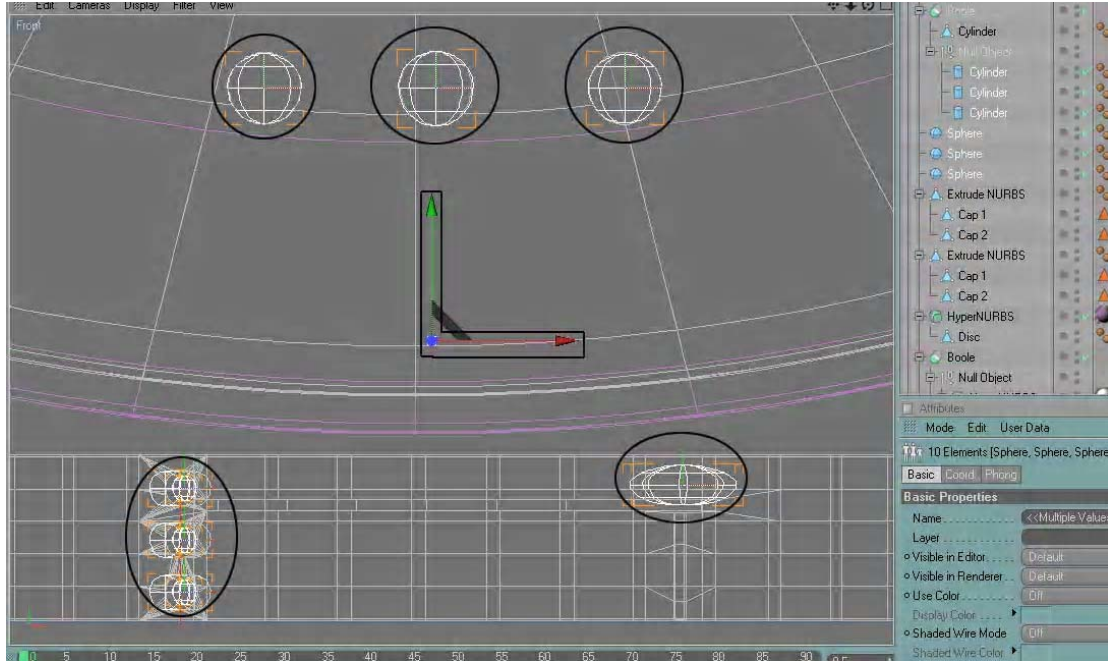 Edit Cameras Display Filter View
Front
Boole
Cylinder
Null Object
Cylinder
Cylinder
Cylinder
Sphere
Sphere
Sphere
Extrude NURBS
Cap 1
Cap 2
Extrude NURBS
Cap 1
Cap 2
HyperNURBS
Disc
Boole
Null Object
Attributes
Mode Edit User Data
10 Elements [Sphere, Sphere, Sphere
Basic Coord. Phong
Basic Properties
Name <<Multiple Value
Layer
Visible in Editor Default
Visible in Renderer Default
Use Color Off
Display Color
Shaded Wire Mode Off
Shaded Wire Color
0 5 10 15 20 25 30 35 40 45 50 55 60 65 70 75 80 85 90